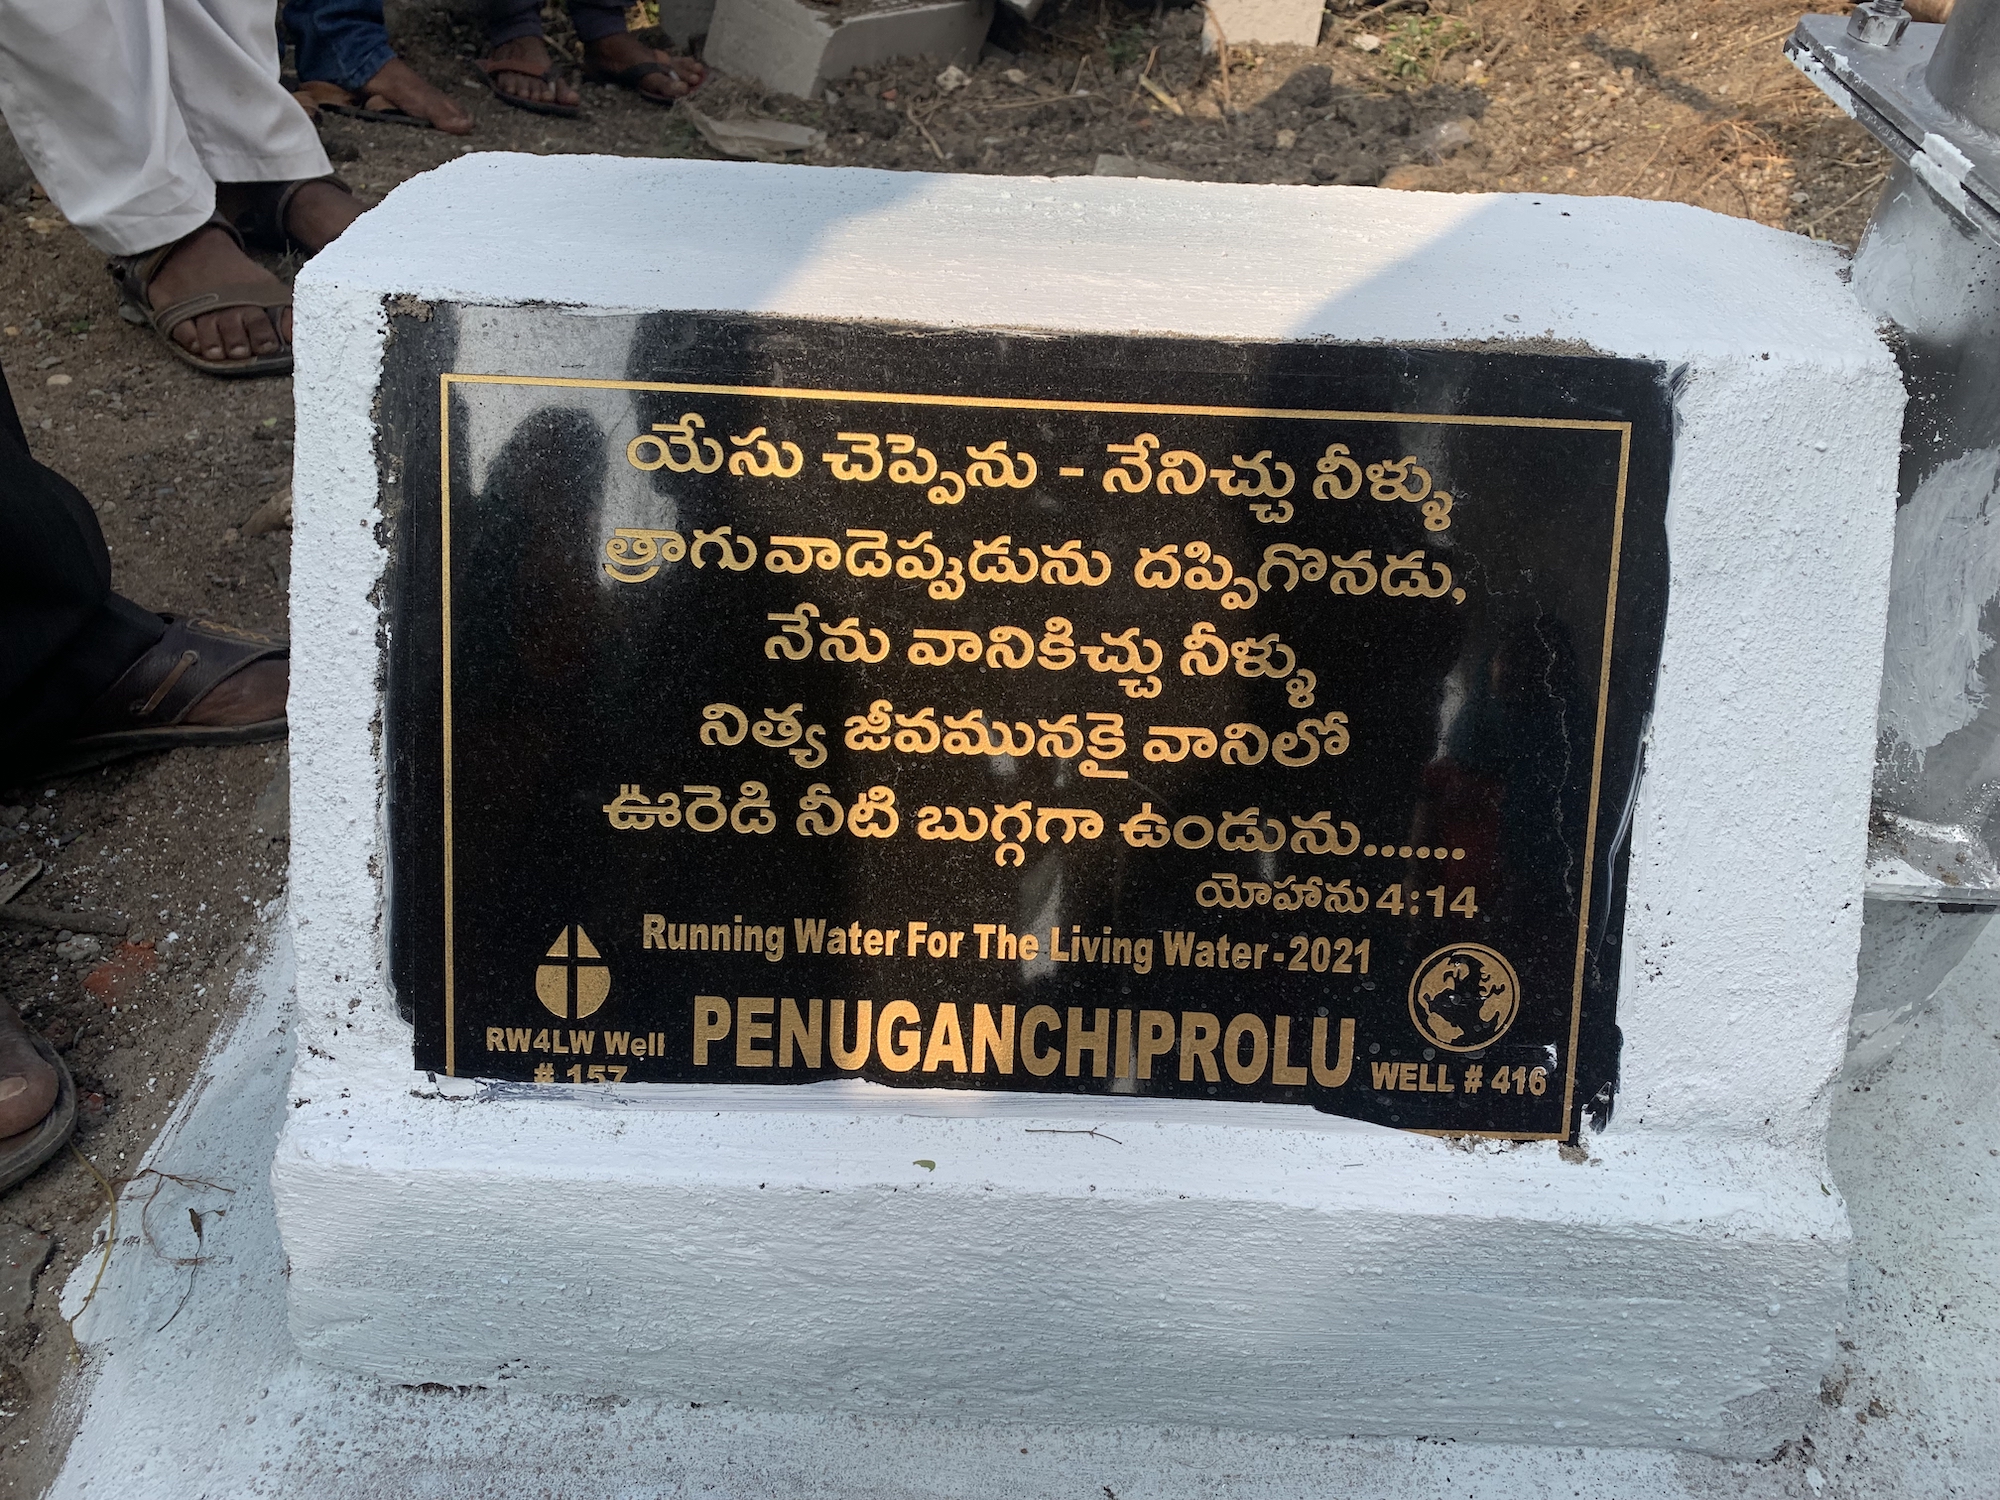 యేసు చెప్పెను - నేనిచ్చు నీళ్ళు
త్రాగువాడెప్పుడును దప్పిగొనడు,
నేను వానికిచ్చు నీళ్ళు
నిత్య జీవమునకై వానిలో
ఊరెడి నీటి బుగ్గగా ఉండును......
యోహాను 4:14
Running Water For The Living Water - 2021
PENUGANCHIPROLU
RW4LW Well
# 157
WELL # 416